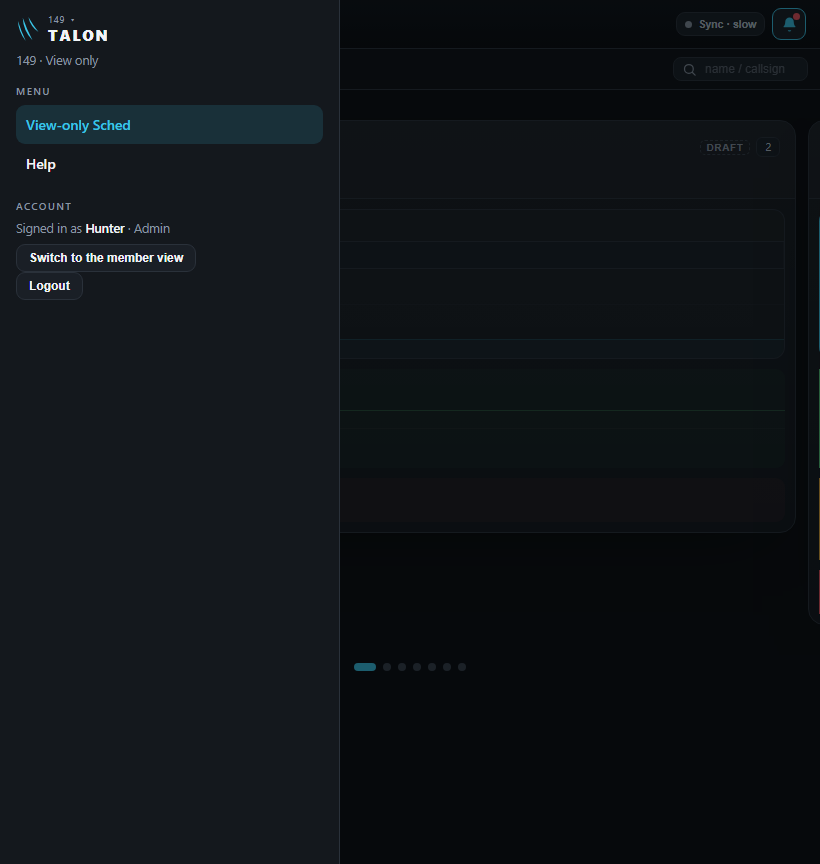 149
TALON
149 · View only
MENU
View-only Sched
Help
ACCOUNT
Signed in as Hunter · Admin
Switch to the member view
Logout
Sync · slow
name / callsign
DRAFT 2